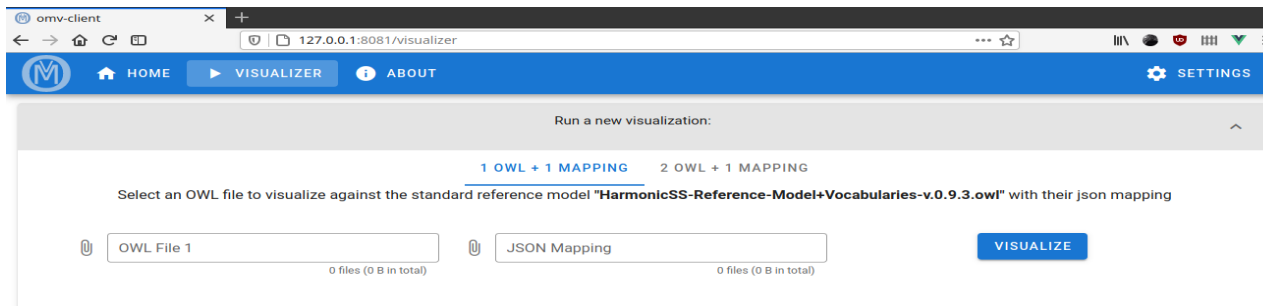 omv-client
127.0.0.1:8081/visualizer
HOME VISUALIZER ABOUT SETTINGS
Run a new visualization:
1 OWL + 1 MAPPING 2 OWL + 1 MAPPING
Select an OWL file to visualize against the standard reference model "HarmonicSS-Reference-Model+Vocabularies-v.0.9.3.owl" with their json mapping
OWL File 1 JSON Mapping VISUALIZE
0 files (0 B in total) 0 files (0 B in total)